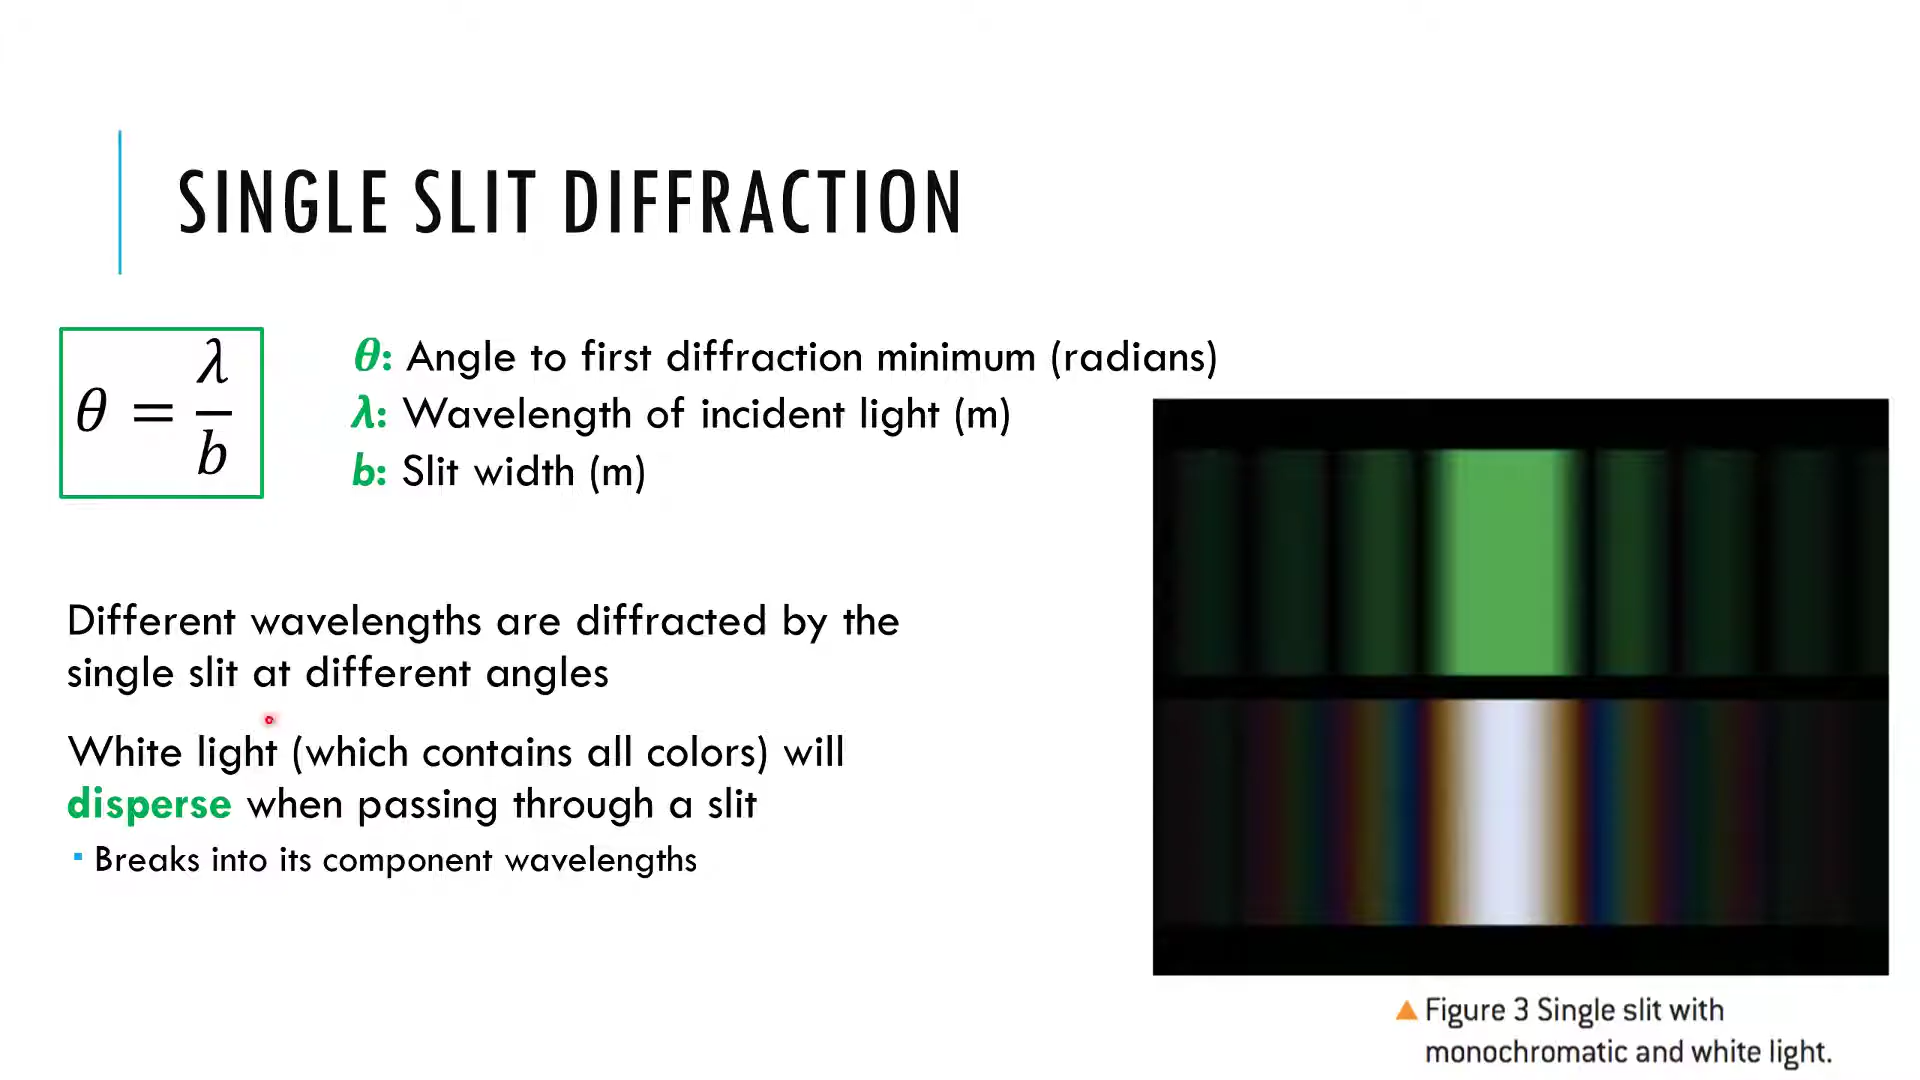 SINGLE SLIT DIFFRACTION
θ = λ/b
θ: Angle to first diffraction minimum (radians)
λ: Wavelength of incident light (m)
b: Slit width (m)
Different wavelengths are diffracted by the
single slit at different angles
White light (which contains all colors) will
disperse when passing through a slit
▪ Breaks into its component wavelengths
▲ Figure 3 Single slit with
monochromatic and white light.